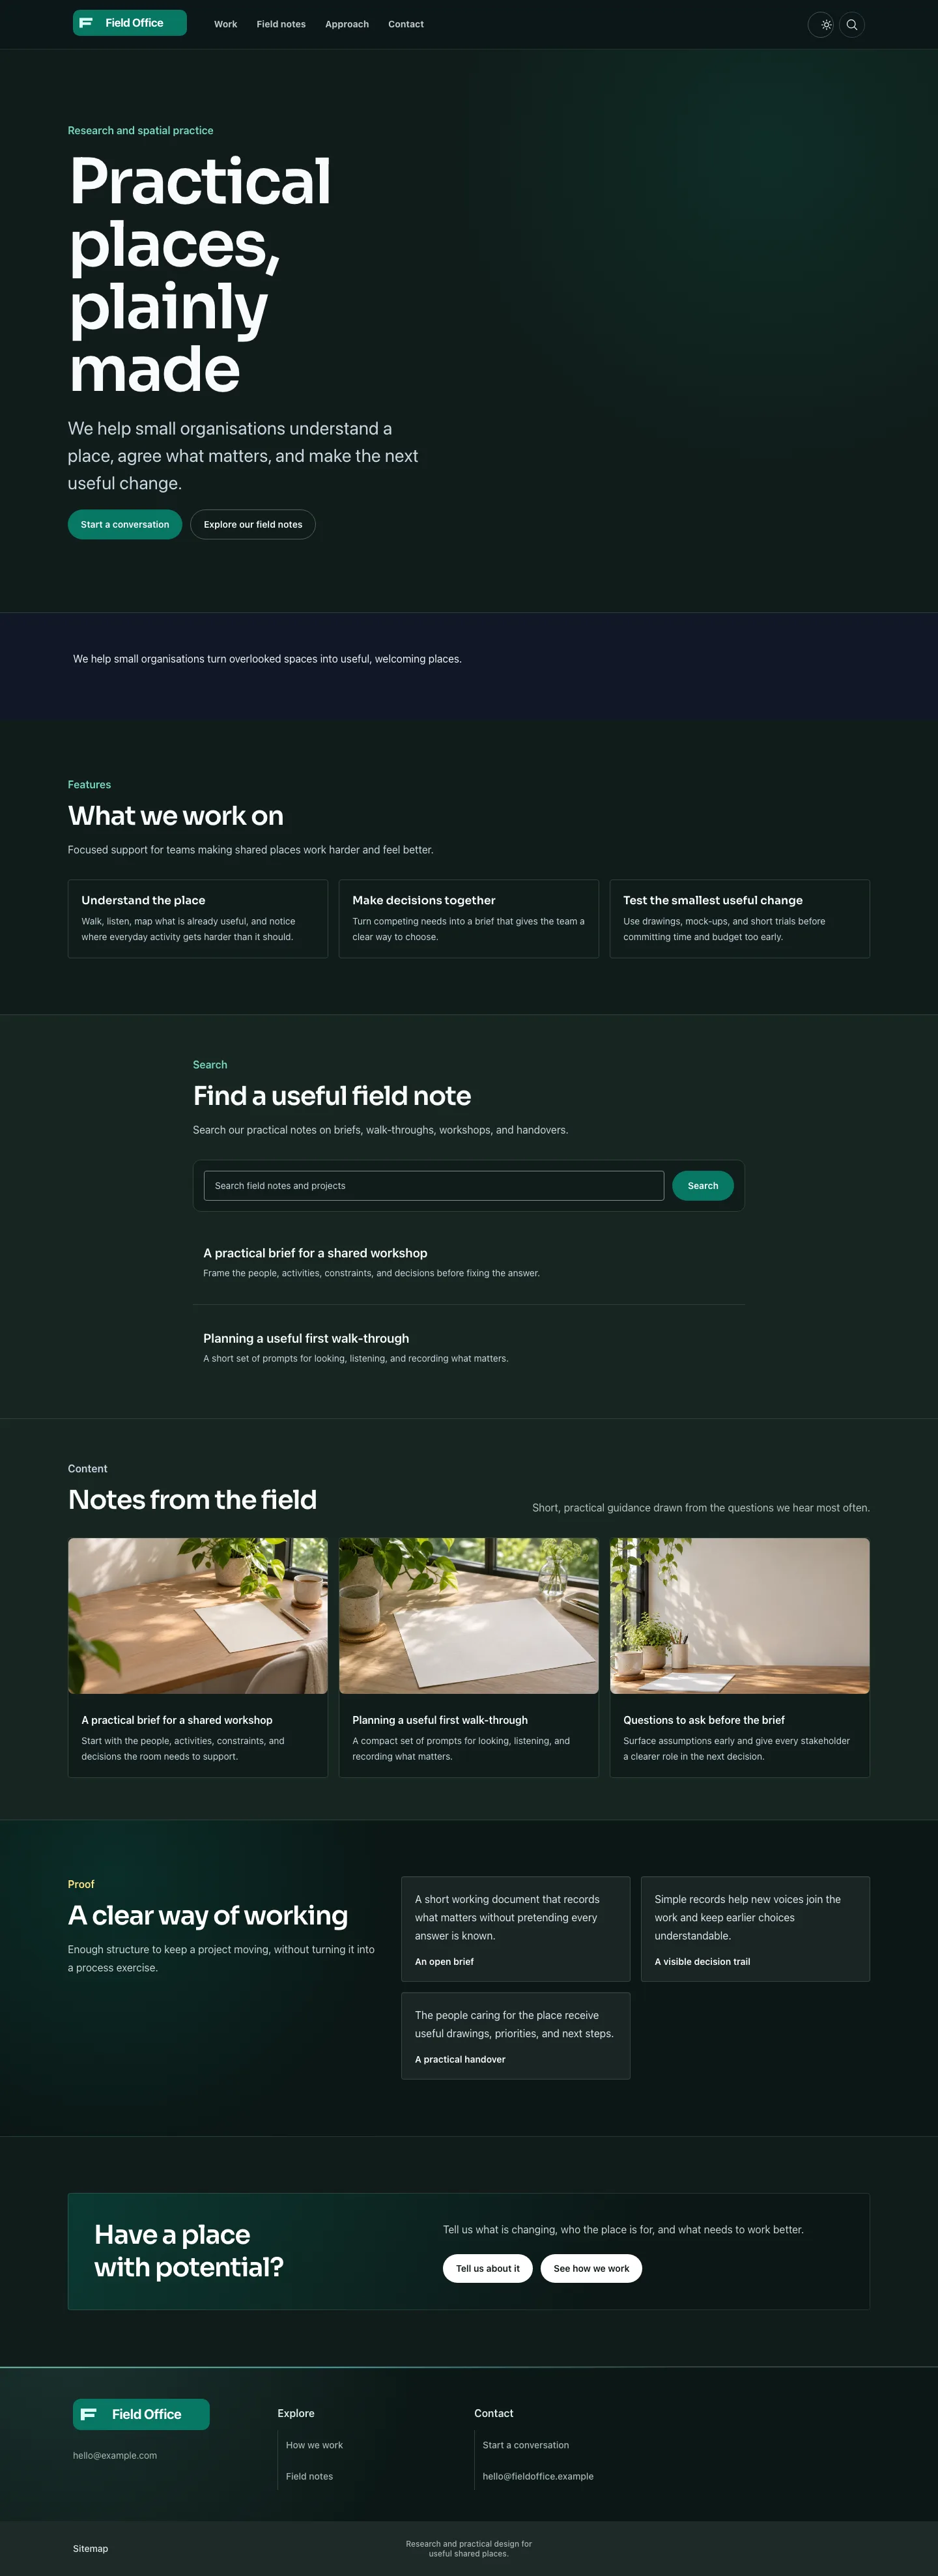 Field Office
Work
Field notes
Approach
Contact
Research and spatial practice
Practical
places,
plainly
made
We help small organisations understand a
place, agree what matters, and make the next
useful change.
Start a conversation
Explore our field notes
We help small organisations turn overlooked spaces into useful, welcoming places.
Features
What we work on
Focused support for teams making shared places work harder and feel better.
Understand the place
Walk, listen, map what is already useful, and notice
where everyday activity gets harder than it should.
Make decisions together
Turn competing needs into a brief that gives the team a
clear way to choose.
Test the smallest useful change
Use drawings, mock-ups, and short trials before
committing time and budget too early.
Search
Find a useful field note
Search our practical notes on briefs, walk-throughs, workshops, and handovers.
Search field notes and projects
Search
A practical brief for a shared workshop
Frame the people, activities, constraints, and decisions before fixing the answer.
Planning a useful first walk-through
A short set of prompts for looking, listening, and recording what matters.
Content
Notes from the field
Short, practical guidance drawn from the questions we hear most often.
A practical brief for a shared workshop
Start with the people, activities, constraints, and
decisions the room needs to support.
Planning a useful first walk-through
A compact set of prompts for looking, listening, and
recording what matters.
Questions to ask before the brief
Surface assumptions early and give every stakeholder
a clearer role in the next decision.
Proof
A clear way of working
Enough structure to keep a project moving, without turning it into
a process exercise.
A short working document that records
what matters without pretending every
answer is known.
An open brief
Simple records help new voices join the
work and keep earlier choices
understandable.
A visible decision trail
The people caring for the place receive
useful drawings, priorities, and next steps.
A practical handover
Have a place
with potential?
Tell us what is changing, who the place is for, and what needs to work better.
Tell us about it
See how we work
Field Office
hello@example.com
Explore
How we work
Field notes
Contact
Start a conversation
hello@fieldoffice.example
Sitemap
Research and practical design for
useful shared places.